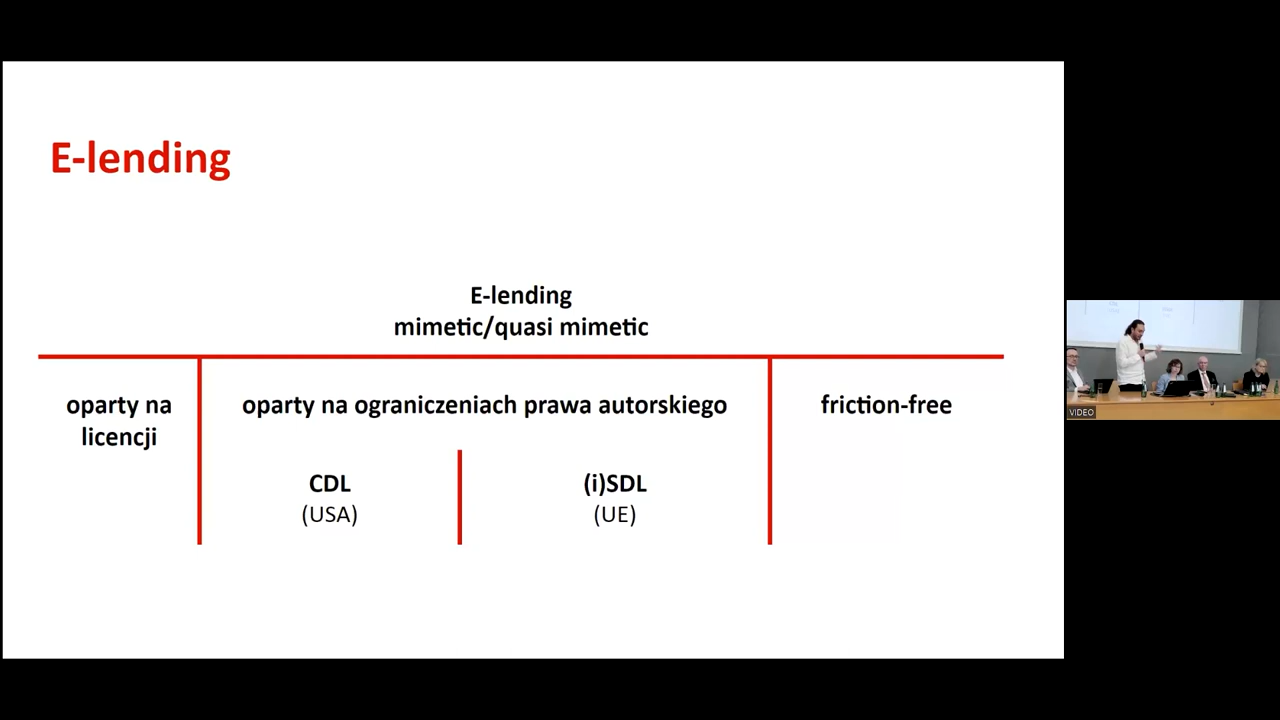 E-lending
E-lending
mimetic/quasi mimetic
oparty na
licencji
oparty na ograniczeniach prawa autorskiego
friction-free
CDL
(USA)
(i)SDL
(UE)
VIDEO